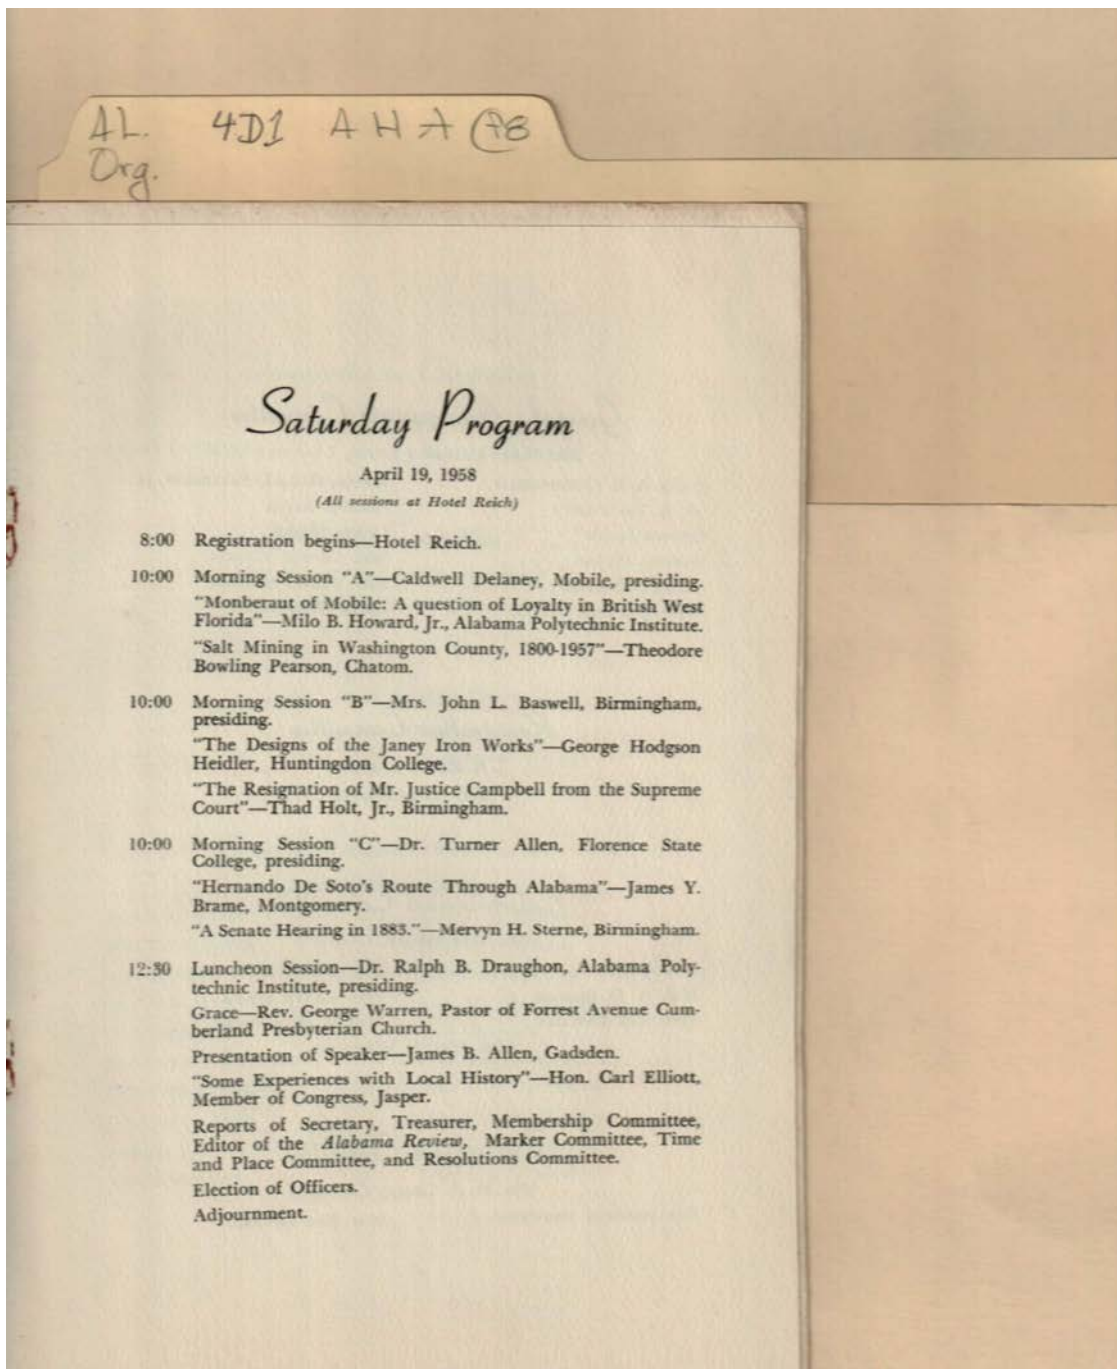 AL. 4D1 A H A
Org.
Saturday Program
April 19, 1958
(All sessions at Hotel Reich)
8:00 Registration begins—Hotel Reich.
10:00 Morning Session "A"—Caldwell Delaney, Mobile, presiding.
"Monberaut of Mobile: A question of Loyalty in British West
Florida"—Milo B. Howard, Jr., Alabama Polytechnic Institute.
"Salt Mining in Washington County, 1800-1957"—Theodore
Bowling Pearson, Chatom.
10:00 Morning Session "B"—Mrs. John L. Baswell, Birmingham,
presiding.
"The Designs of the Janey Iron Works"—George Hodgson
Heidler, Huntingdon College.
"The Resignation of Mr. Justice Campbell from the Supreme
Court"—Thad Holt, Jr., Birmingham.
10:00 Morning Session "C"—Dr. Turner Allen, Florence State
College, presiding.
"Hernando De Soto's Route Through Alabama"—James Y.
Brame, Montgomery.
"A Senate Hearing in 1883."—Mervyn H. Sterne, Birmingham.
12:30 Luncheon Session—Dr. Ralph B. Draughon, Alabama Poly-
technic Institute, presiding.
Grace—Rev. George Warren, Pastor of Forrest Avenue Cum-
berland Presbyterian Church.
Presentation of Speaker—James B. Allen, Gadsden.
"Some Experiences with Local History"—Hon. Carl Elliott,
Member of Congress, Jasper.
Reports of Secretary, Treasurer, Membership Committee,
Editor of the Alabama Review, Marker Committee, Time
and Place Committee, and Resolutions Committee.
Election of Officers.
Adjournment.